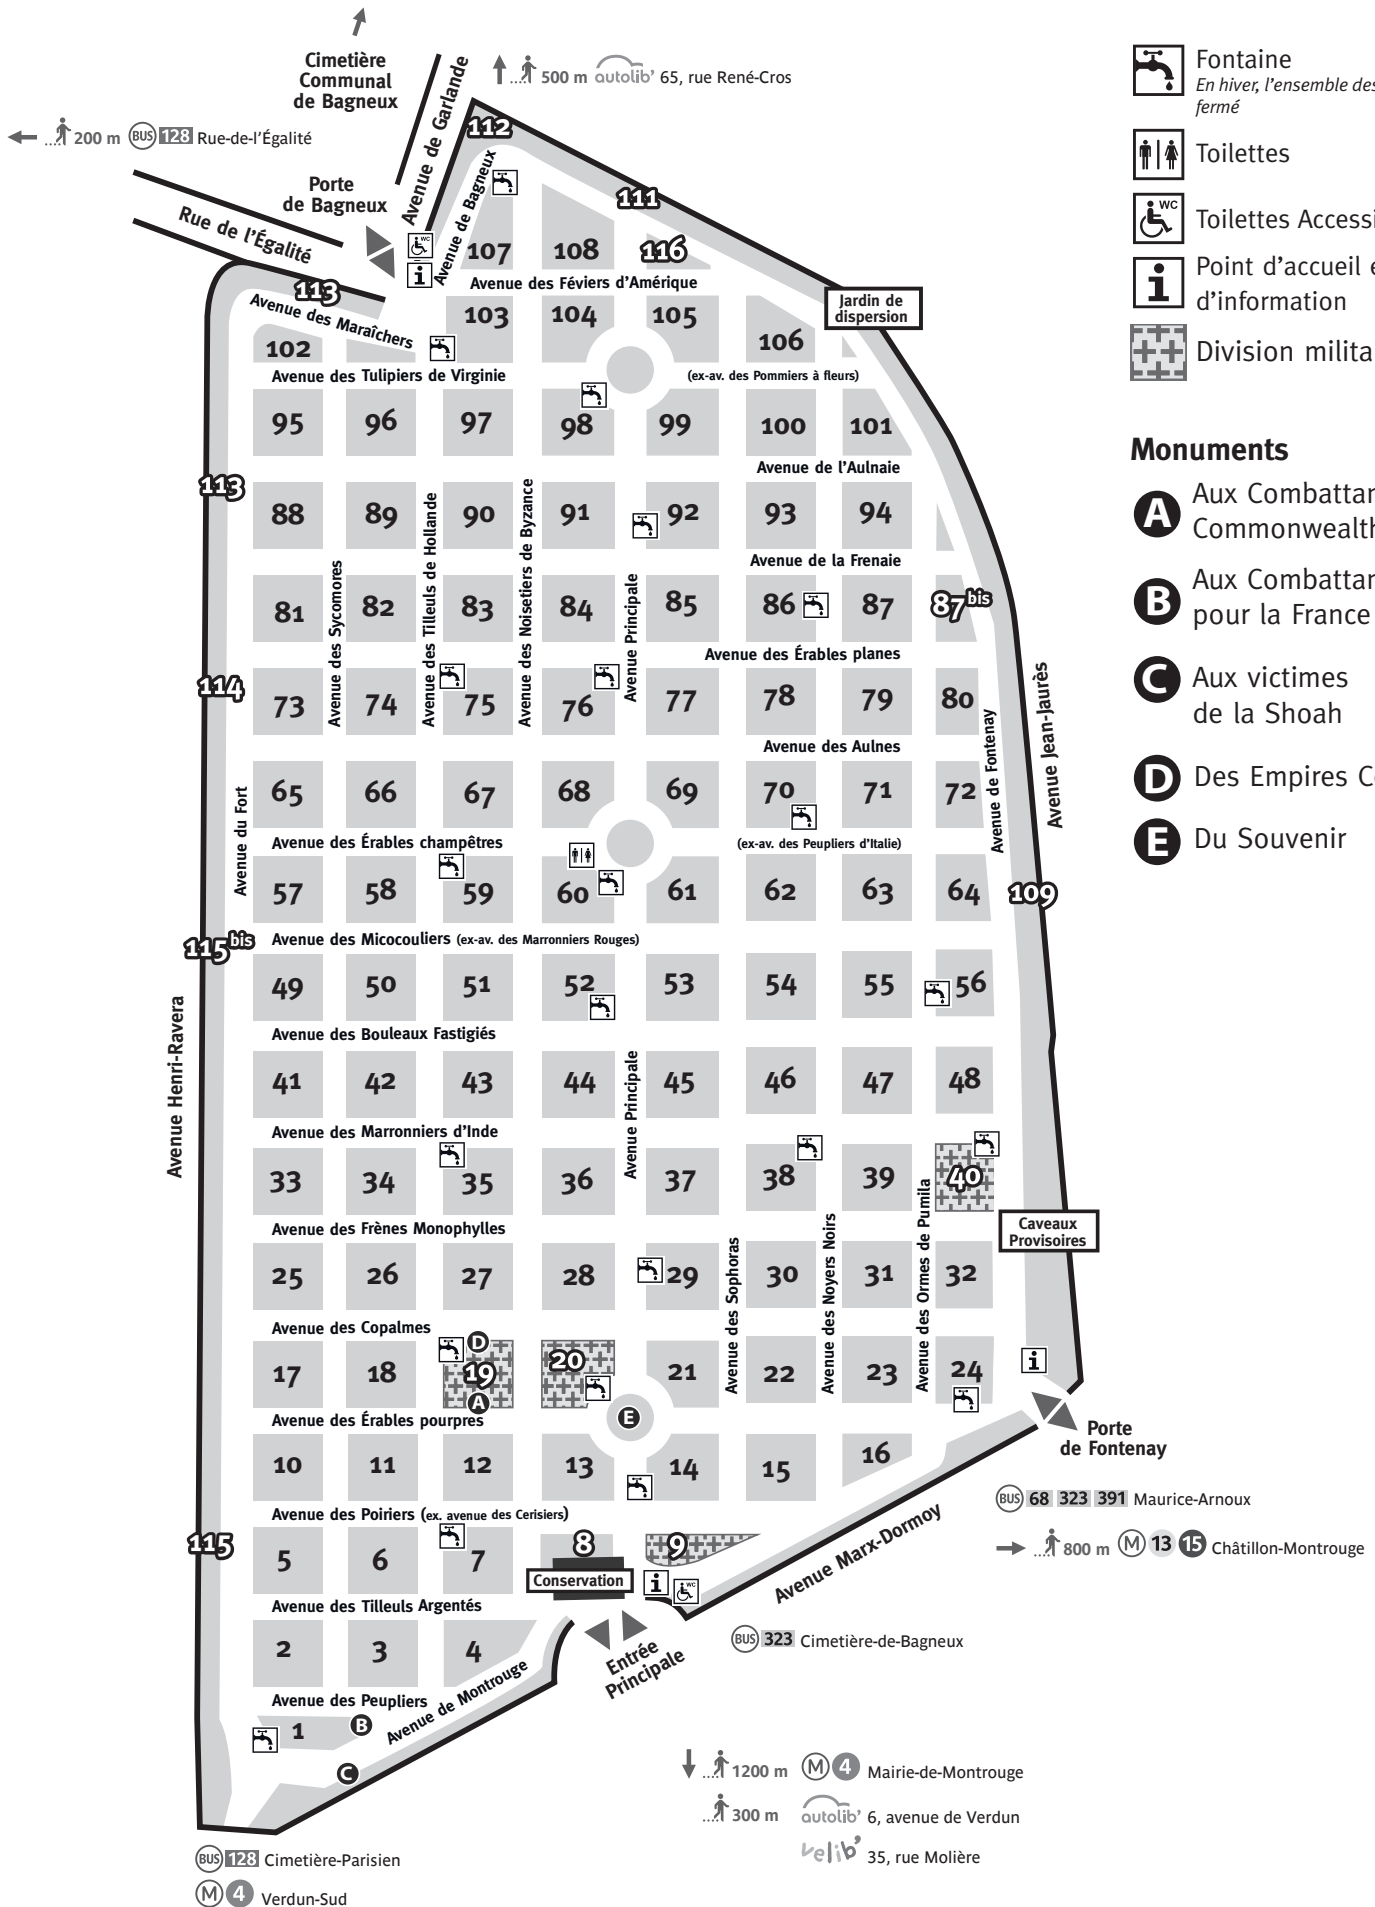 Cimetière
Communal
de Bagneux
Avenue de Garlande
500 m autolib' 65, rue René-Cros
200 m BUS 128 Rue-de-l'Égalité
Porte
de Bagneux
Rue de l'Égalité
112
Avenue de Bagneux
WC
i
111
107 108 116
Avenue des Féviers d'Amérique
113
Avenue des Maraîchers
Jardin de
dispersion
103 104 105
102 106
Avenue des Tulipiers de Virginie (ex-av. des Pommiers à fleurs)
95 96 97 98 99 100 101
Avenue de l'Aulnaie
113
88 89 90 91 92 93 94
Avenue des Sycomores
Avenue des Tilleuls de Hollande
Avenue des Noisetiers de Byzance
Avenue Principale
Avenue de la Frenaie
81 82 83 84 85 86 87 87bis
Avenue des Érables planes
114
73 74 75 76 77 78 79 80
Avenue des Aulnes
Avenue de Fontenay
Avenue Jean-Jaurès
Avenue du Fort
65 66 67 68 69 70 71 72
Avenue des Érables champêtres (ex-av. des Peupliers d'Italie)
57 58 59 60 61 62 63 64 109
115bis
Avenue des Micocouliers (ex-av. des Marronniers Rouges)
49 50 51 52 53 54 55 56
Avenue des Bouleaux Fastigiés
Avenue Henri-Ravera
41 42 43 44 45 46 47 48
Avenue Principale
Avenue des Marronniers d'Inde
33 34 35 36 37 38 39 40
Avenue des Frènes Monophylles
Caveaux
Provisoires
Avenue des Sophoras
Avenue des Noyers Noirs
Avenue des Ormes de Pumila
25 26 27 28 29 30 31 32
Avenue des Copalmes
D
17 18 19 20 21 22 23 24
A
i
Avenue des Érables pourpres
E
Porte
de Fontenay
10 11 12 13 14 15 16
BUS 68 323 391 Maurice-Arnoux
800 m M 13 15 Châtillon-Montrouge
Avenue des Poiriers (ex. avenue des Cerisiers)
Avenue Marx-Dormoy
115
5 6 7 8 9
Conservation
i
WC
Avenue des Tilleuls Argentés
2 3 4
Entrée
Principale
BUS 323 Cimetière-de-Bagneux
Avenue des Peupliers
Avenue de Montrouge
1 B
C
1200 m M 4 Mairie-de-Montrouge
300 m autolib' 6, avenue de Verdun
velib' 35, rue Molière
BUS 128 Cimetière-Parisien
M 4 Verdun-Sud
Fontaine
En hiver, l'ensemble des
fermé
Toilettes
WC
Toilettes Accessi
i
Point d'accueil e
d'information
Division milita
Monuments
A Aux Combattan
Commonwealth
B Aux Combattan
pour la France
C Aux victimes
de la Shoah
D Des Empires Ce
E Du Souvenir